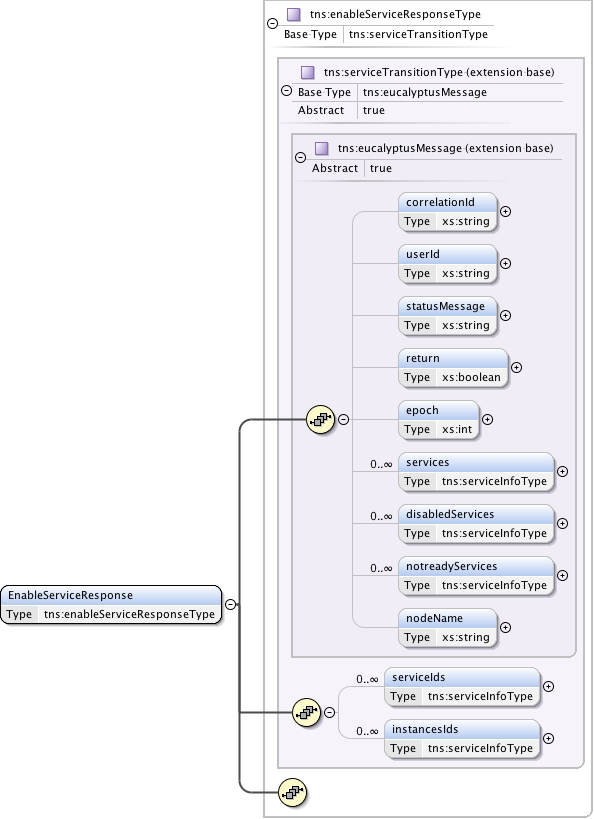 tns:enableServiceResponseType
Base Type tns:serviceTransitionType
tns:serviceTransitionType (extension base)
Base Type tns:eucalyptusMessage
Abstract true
tns:eucalyptusMessage (extension base)
Abstract true
correlationId
Type xs:string
userId
Type xs:string
statusMessage
Type xs:string
return
Type xs:boolean
epoch
Type xs:int
0..∞ services
Type tns:serviceInfoType
0..∞ disabledServices
Type tns:serviceInfoType
0..∞ notreadyServices
Type tns:serviceInfoType
nodeName
Type xs:string
EnableServiceResponse
Type tns:enableServiceResponseType
0..∞ serviceIds
Type tns:serviceInfoType
0..∞ instancesIds
Type tns:serviceInfoType